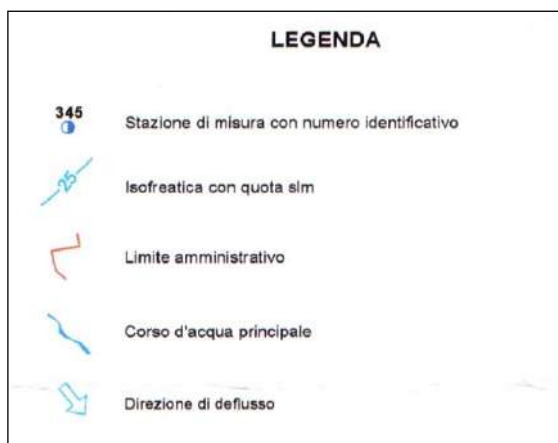 LEGENDA
345
Stazione di misura con numero identificativo
25
Isofreatica con quota slm
Limite amministrativo
Corso d'acqua principale
Direzione di deflusso